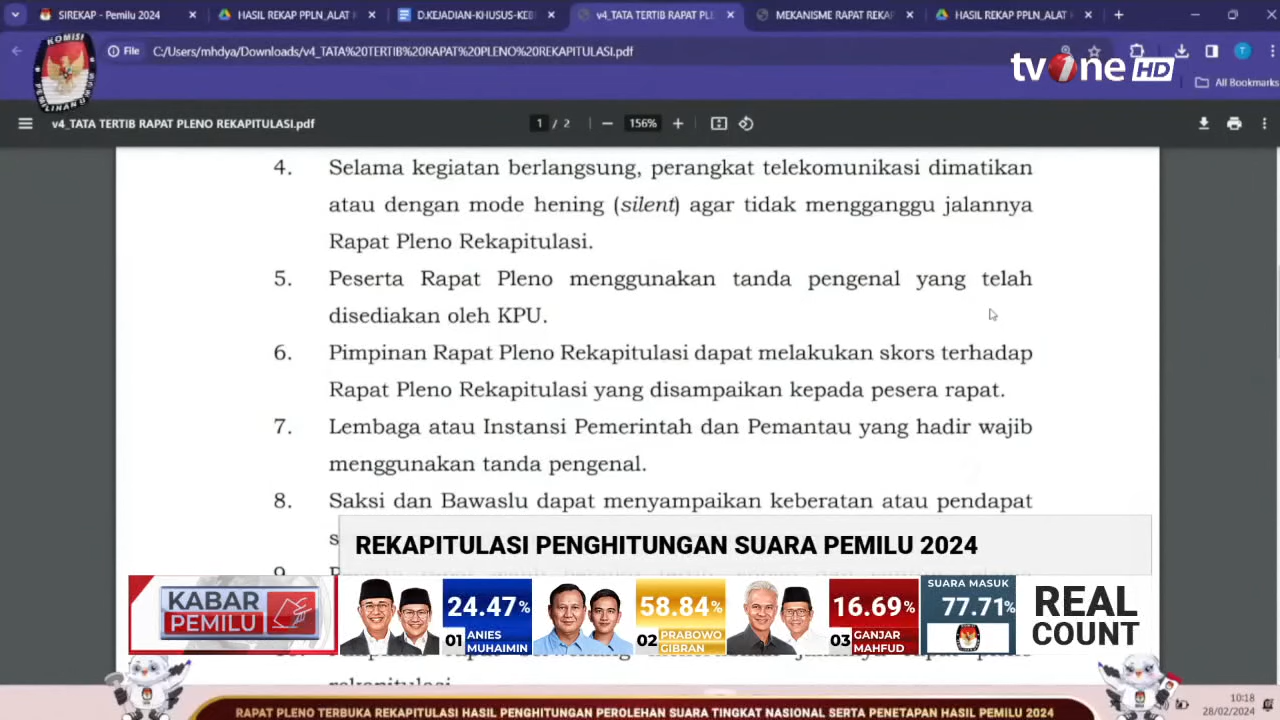 SIREKAP - Pemilu 2024
HASIL REKAP PPLN_ALAT
D.KEJADIAN-KHUSUS-KEB
v4_TATA TERTIB RAPAT PLE
MEKANISME RAPAT REKA
HASIL REKAP PPLN_ALAT
KOMISI
PEMILIHAN UMUM
File
C:/Users/mhdya/Downloads/v4_TATA%20TERTIB%20RAPAT%20PLENO%20REKAPITULASI.pdf
T
tvOne HD
All Bookmarks
v4_TATA TERTIB RAPAT PLENO REKAPITULASI.pdf
1 / 2
156%
4. Selama kegiatan berlangsung, perangkat telekomunikasi dimatikan
atau dengan mode hening (silent) agar tidak mengganggu jalannya
Rapat Pleno Rekapitulasi.
5. Peserta Rapat Pleno menggunakan tanda pengenal yang telah
disediakan oleh KPU.
6. Pimpinan Rapat Pleno Rekapitulasi dapat melakukan skors terhadap
Rapat Pleno Rekapitulasi yang disampaikan kepada pesera rapat.
7. Lembaga atau Instansi Pemerintah dan Pemantau yang hadir wajib
menggunakan tanda pengenal.
8. Saksi dan Bawaslu dapat menyampaikan keberatan atau pendapat
REKAPITULASI PENGHITUNGAN SUARA PEMILU 2024
KABAR
PEMILU
24.47%
01 ANIES
MUHAIMIN
58.84%
02 PRABOWO
GIBRAN
16.69%
03 GANJAR
MAHFUD
SUARA MASUK
77.71%
REAL
COUNT
rekapitulasi
10:18
28/02/2024
RAPAT PLENO TERBUKA REKAPITULASI HASIL PENGHITUNGAN PEROLEHAN SUARA TINGKAT NASIONAL SERTA PENETAPAN HASIL PEMILU 2024